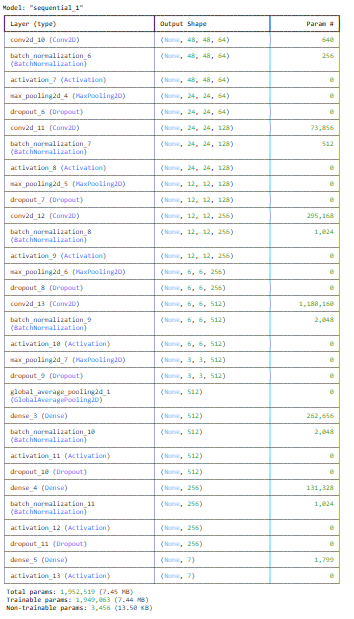 Model: "sequential_1"
Layer (type) Output Shape Param #
conv2d_10 (Conv2D) (None, 48, 48, 64) 640
batch_normalization_6 (None, 48, 48, 64) 256
(BatchNormalization)
activation_7 (Activation) (None, 48, 48, 64) 0
max_pooling2d_4 (MaxPooling2D) (None, 24, 24, 64) 0
dropout_6 (Dropout) (None, 24, 24, 64) 0
conv2d_11 (Conv2D) (None, 24, 24, 128) 73,856
batch_normalization_7 (None, 24, 24, 128) 512
(BatchNormalization)
activation_8 (Activation) (None, 24, 24, 128) 0
max_pooling2d_5 (MaxPooling2D) (None, 12, 12, 128) 0
dropout_7 (Dropout) (None, 12, 12, 128) 0
conv2d_12 (Conv2D) (None, 12, 12, 256) 295,168
batch_normalization_8 (None, 12, 12, 256) 1,024
(BatchNormalization)
activation_9 (Activation) (None, 12, 12, 256) 0
max_pooling2d_6 (MaxPooling2D) (None, 6, 6, 256) 0
dropout_8 (Dropout) (None, 6, 6, 256) 0
conv2d_13 (Conv2D) (None, 6, 6, 512) 1,180,160
batch_normalization_9 (None, 6, 6, 512) 2,048
(BatchNormalization)
activation_10 (Activation) (None, 6, 6, 512) 0
max_pooling2d_7 (MaxPooling2D) (None, 3, 3, 512) 0
dropout_9 (Dropout) (None, 3, 3, 512) 0
global_average_pooling2d_1 (None, 512) 0
(GlobalAveragePooling2D)
dense_3 (Dense) (None, 512) 262,656
batch_normalization_10 (None, 512) 2,048
(BatchNormalization)
activation_11 (Activation) (None, 512) 0
dropout_10 (Dropout) (None, 512) 0
dense_4 (Dense) (None, 256) 131,328
batch_normalization_11 (None, 256) 1,024
(BatchNormalization)
activation_12 (Activation) (None, 256) 0
dropout_11 (Dropout) (None, 256) 0
dense_5 (Dense) (None, 7) 1,799
activation_13 (Activation) (None, 7) 0
Total params: 1,952,519 (7.45 MB)
Trainable params: 1,949,063 (7.44 MB)
Non-trainable params: 3,456 (13.50 KB)